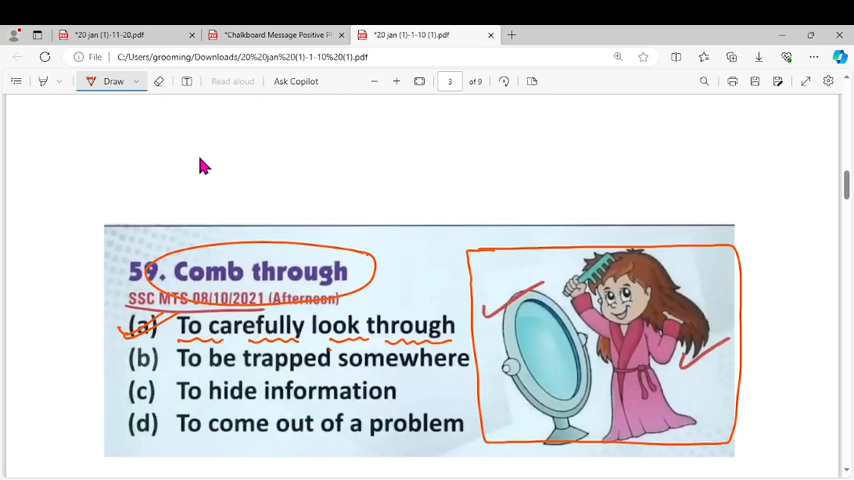 *20 jan (1)-11-20.pdf
*Chalkboard Message Positive P
*20 jan (1)-1-10 (1).pdf
File
C:/Users/grooming/Downloads/20%20jan%20(1)-1-10%20(1).pdf
Draw
Read aloud
Ask Copilot
3 of 9
59. Comb through
SSC MTS 08/10/2021 (Afternoon)
(a) To carefully look through
(b) To be trapped somewhere
(c) To hide information
(d) To come out of a problem